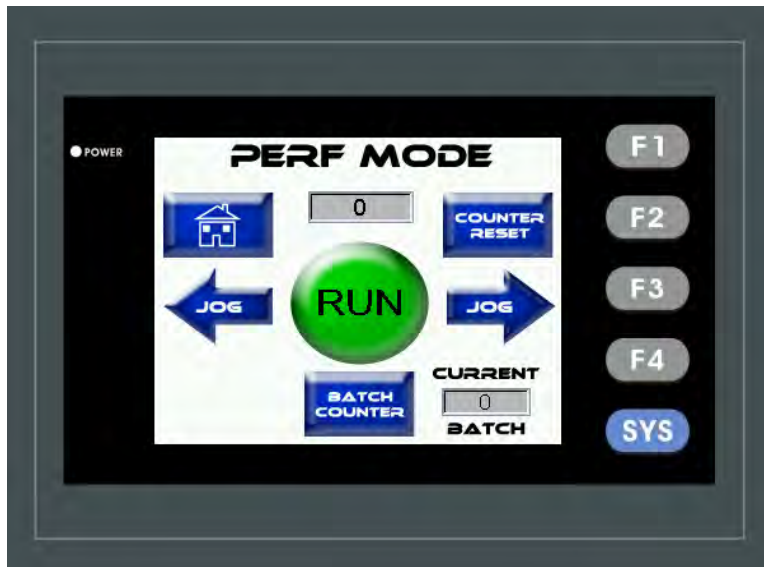 POWER
PERF MODE
0
COUNTER
RESET
JOG
RUN
JOG
BATCH
COUNTER
CURRENT
0
BATCH
F1
F2
F3
F4
SYS